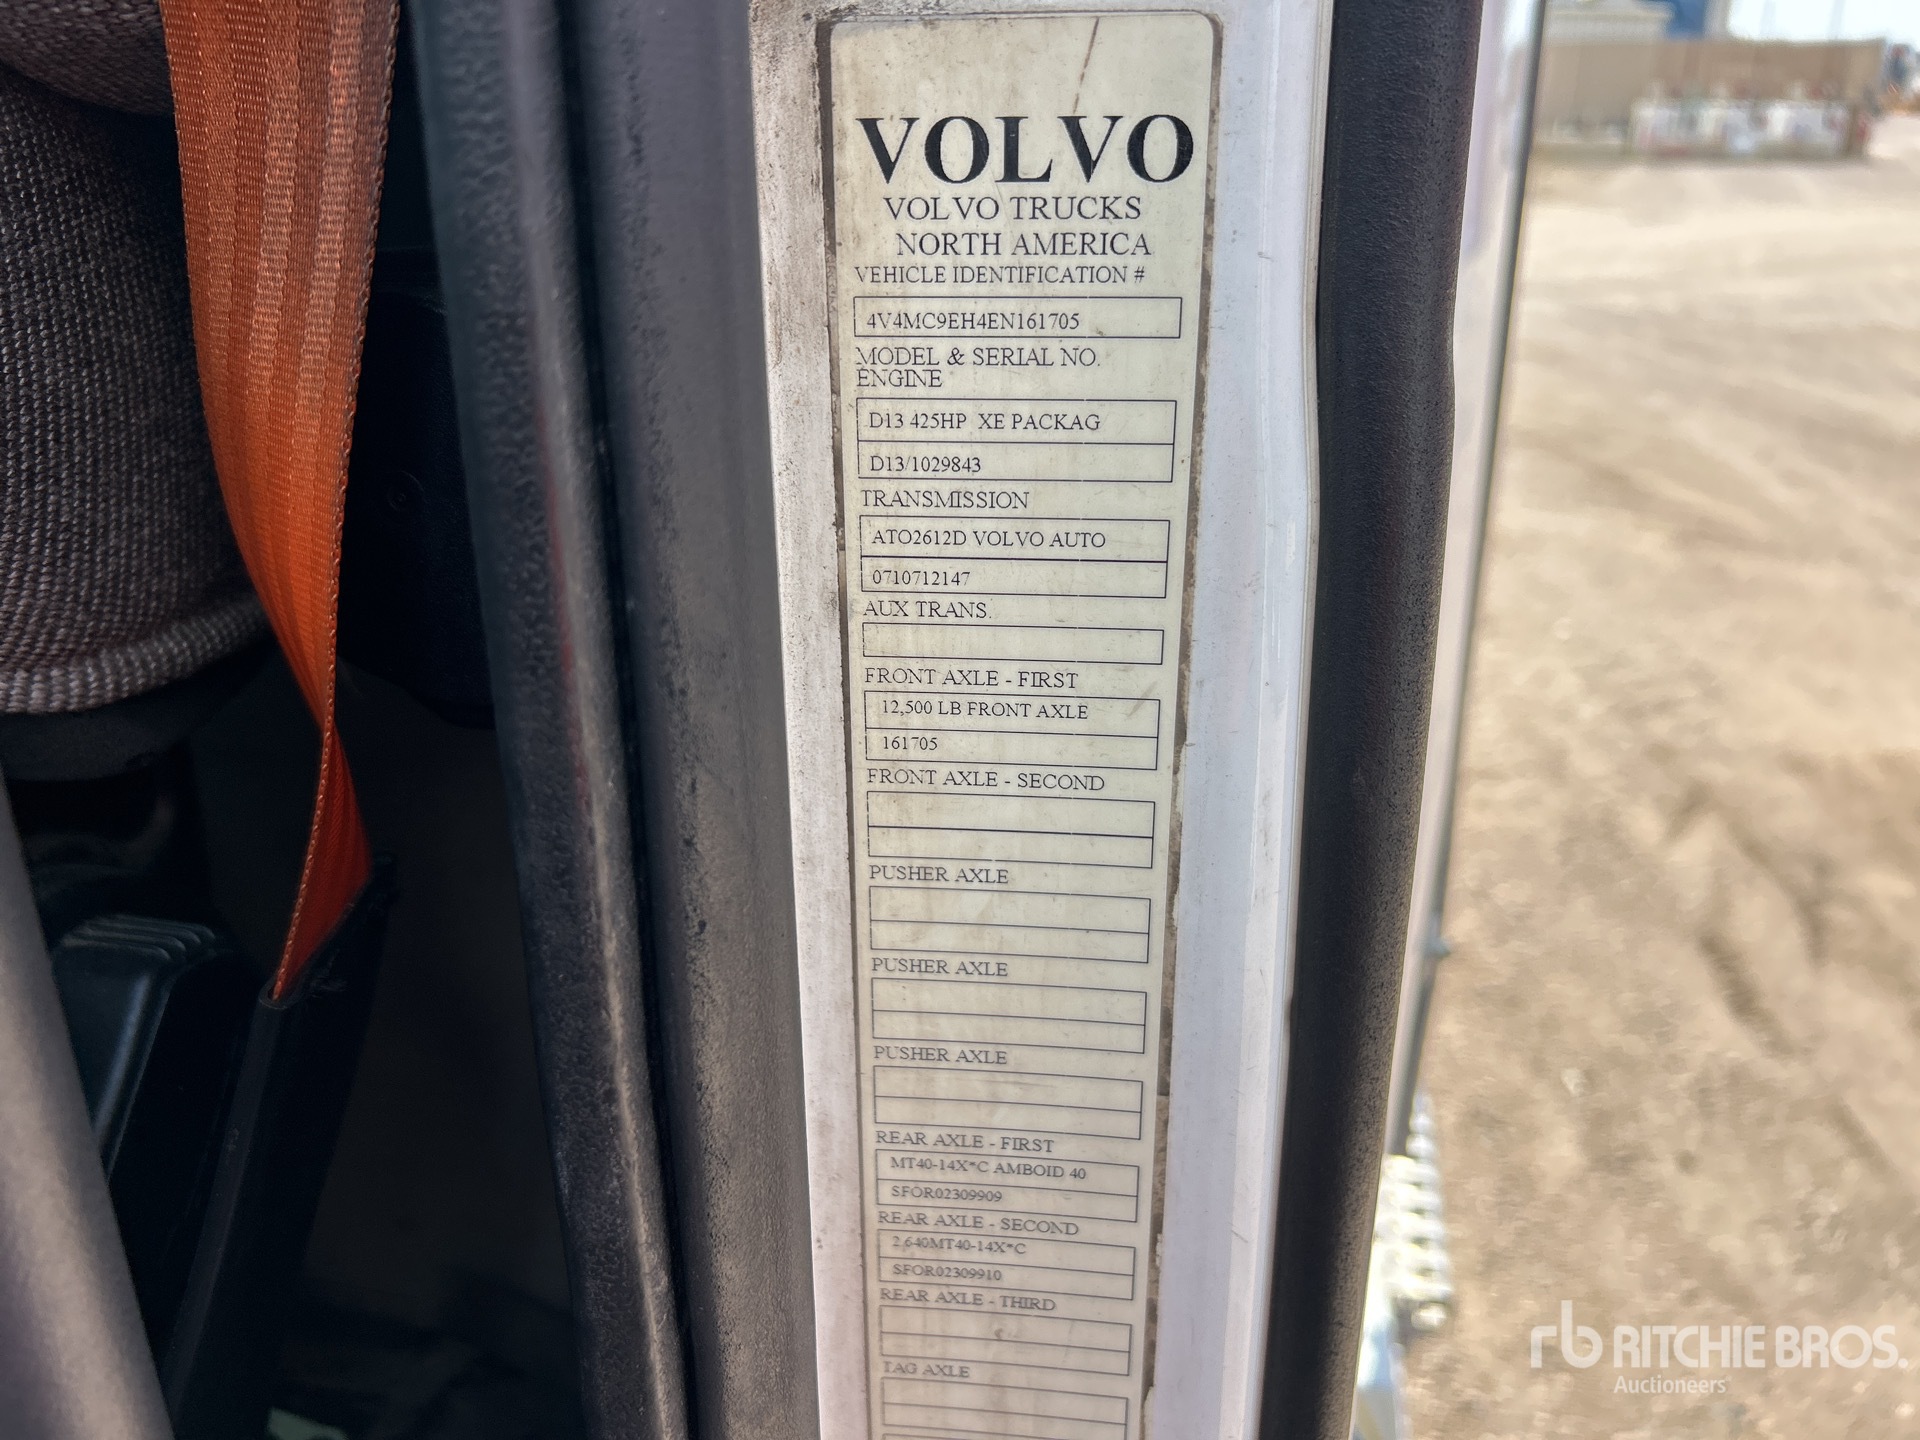 VOLVO
VOLVO TRUCKS
NORTH AMERICA
VEHICLE IDENTIFICATION #
4V4MC9EH4EN161705
MODEL & SERIAL NO.
ENGINE
D13 425HP XE PACKAG
D13/1029843
TRANSMISSION
ATO2612D VOLVO AUTO
0710712147
AUX TRANS.
FRONT AXLE - FIRST
12,500 LB FRONT AXLE
161705
FRONT AXLE - SECOND
PUSHER AXLE
PUSHER AXLE
PUSHER AXLE
REAR AXLE - FIRST
MT40-14X*C AMBOID 40
SFOR02309909
REAR AXLE - SECOND
2.640MT40-14X*C
SFOR02309910
REAR AXLE - THIRD
TAG AXLE
rb RITCHIE BROS.
Auctioneers